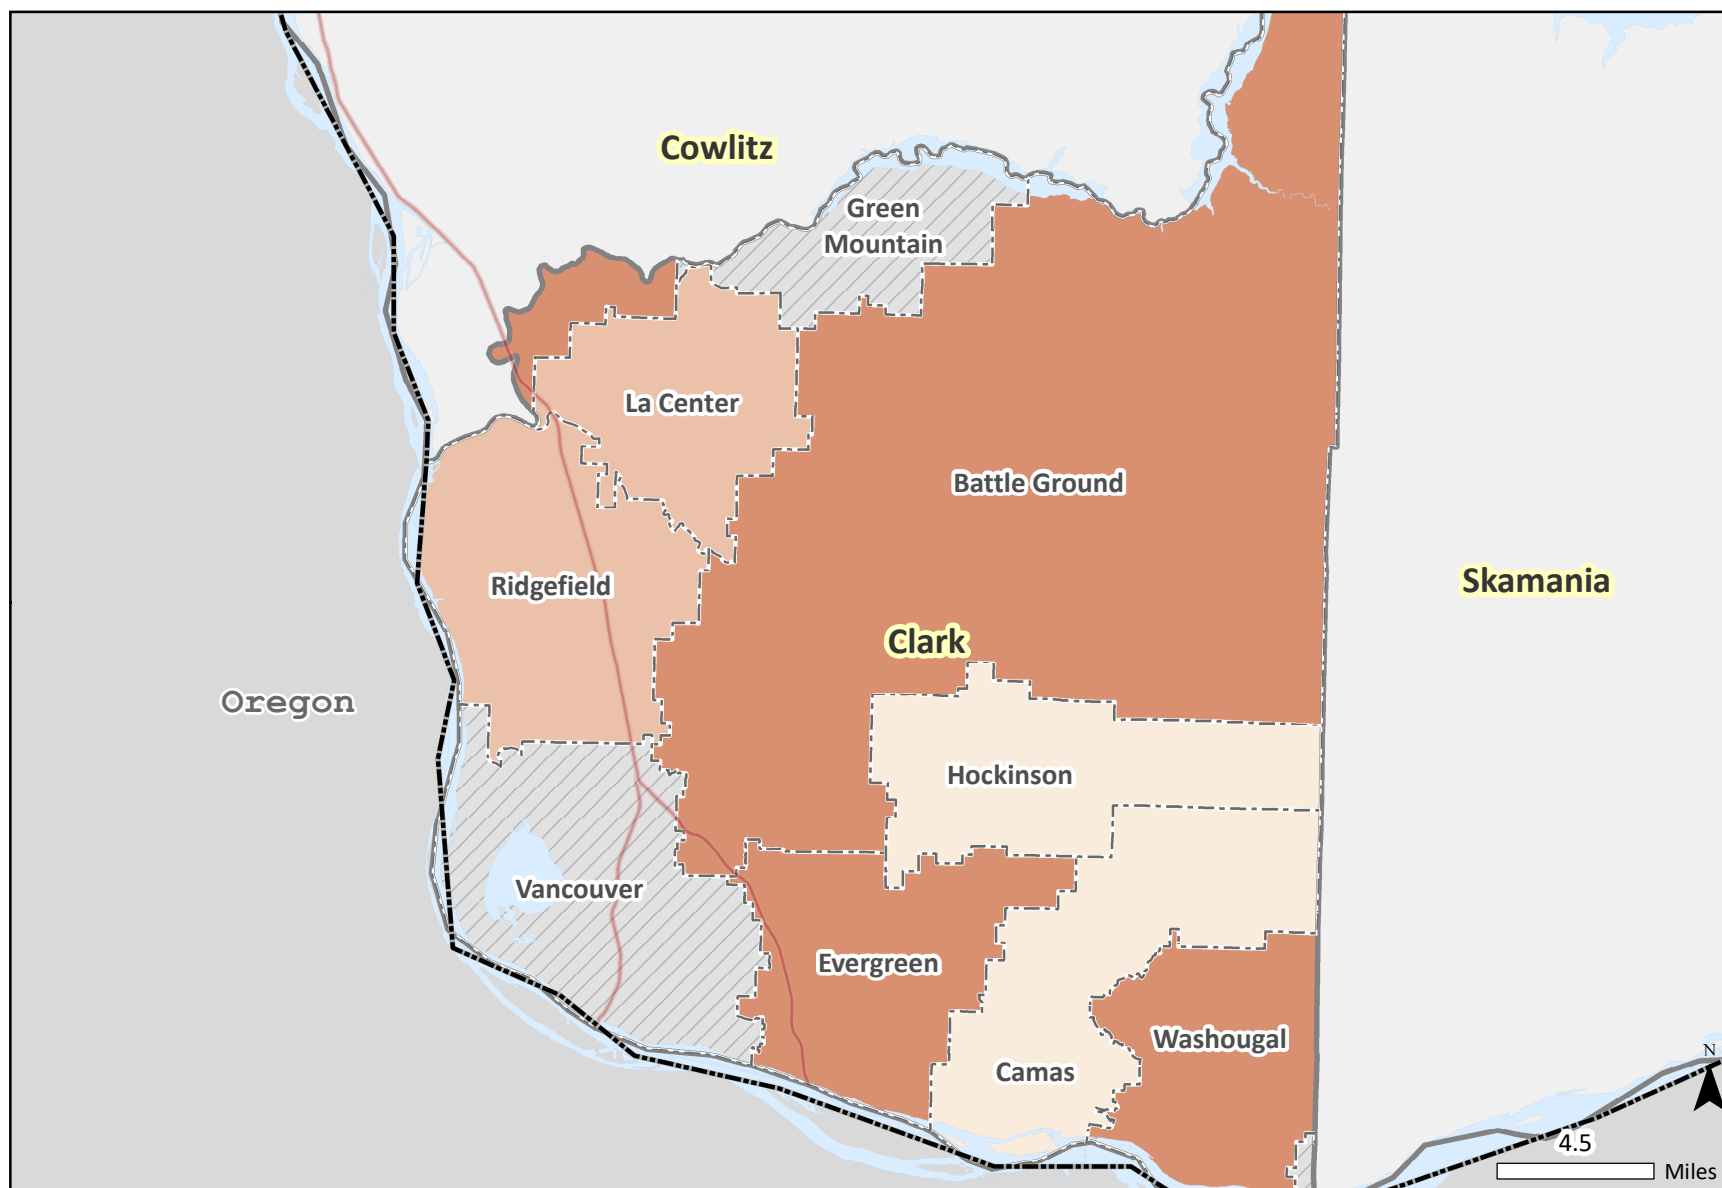 Cowlitz
Green
Mountain
La Center
Battle Ground
Ridgefield
Skamania
Clark
Oregon
Hockinson
Vancouver
Evergreen
Washougal
Camas
N
4.5
Miles